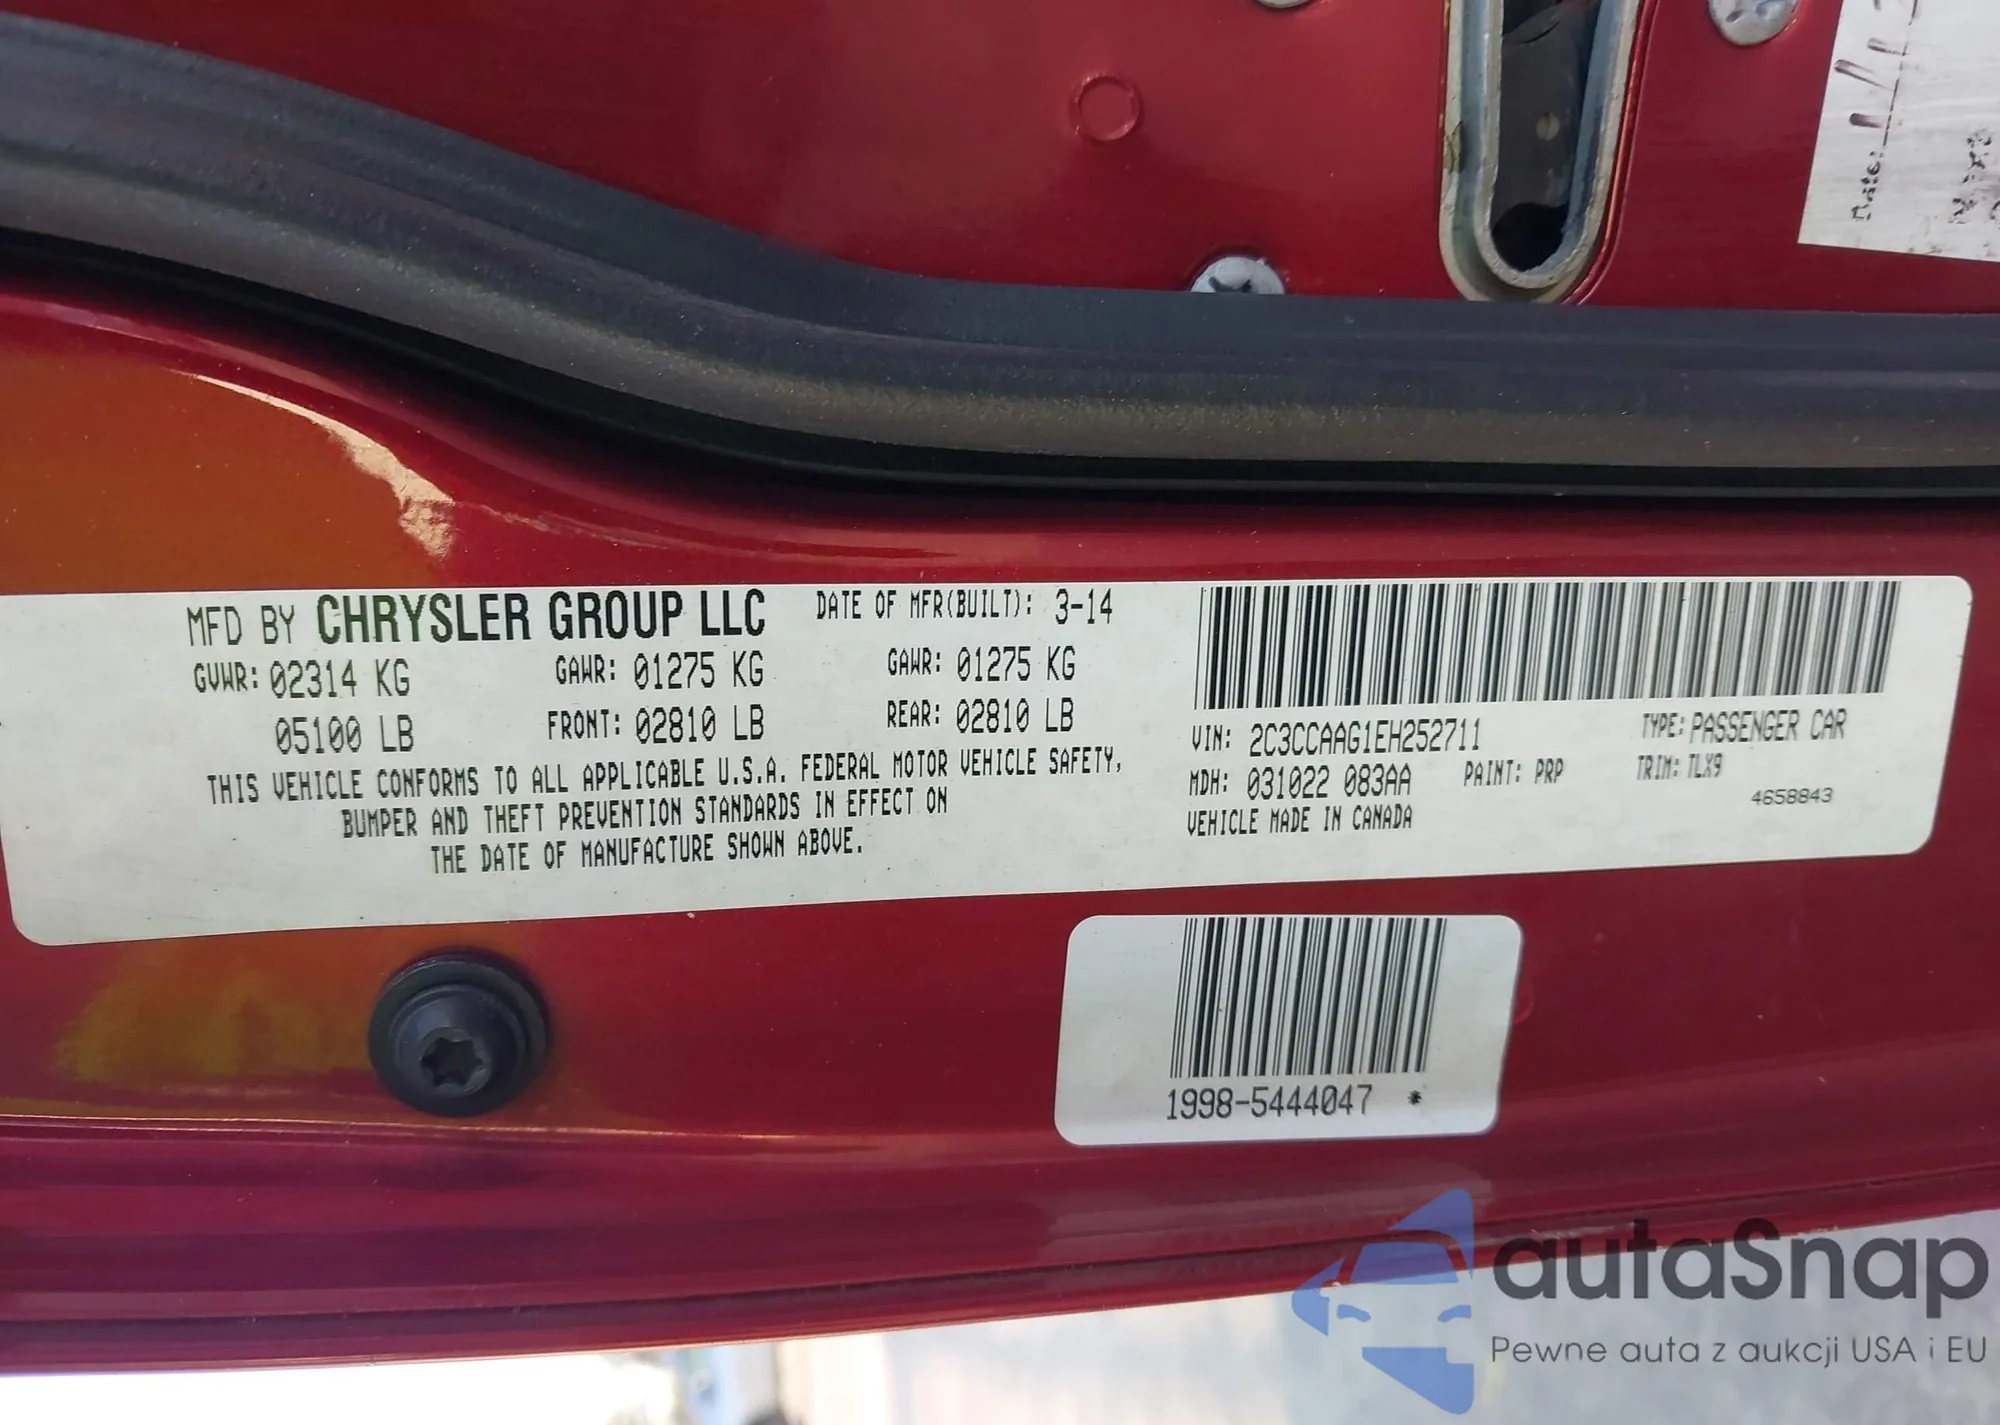 Date:
MFD BY CHRYSLER GROUP LLC DATE OF MFR(BUILT): 3-14
GVWR: 02314 KG GAWR: 01275 KG GAWR: 01275 KG
05100 LB FRONT: 02810 LB REAR: 02810 LB
THIS VEHICLE CONFORMS TO ALL APPLICABLE U.S.A. FEDERAL MOTOR VEHICLE SAFETY,
BUMPER AND THEFT PREVENTION STANDARDS IN EFFECT ON
THE DATE OF MANUFACTURE SHOWN ABOVE.
VIN: 2C3CCAAG1EH252711 TYPE: PASSENGER CAR
MDH: 031022 083AA PAINT: PRP TRIM: TLX9
VEHICLE MADE IN CANADA 4658843
1998-5444047 *
autaSnap
Pewne auta z aukcji USA i EU